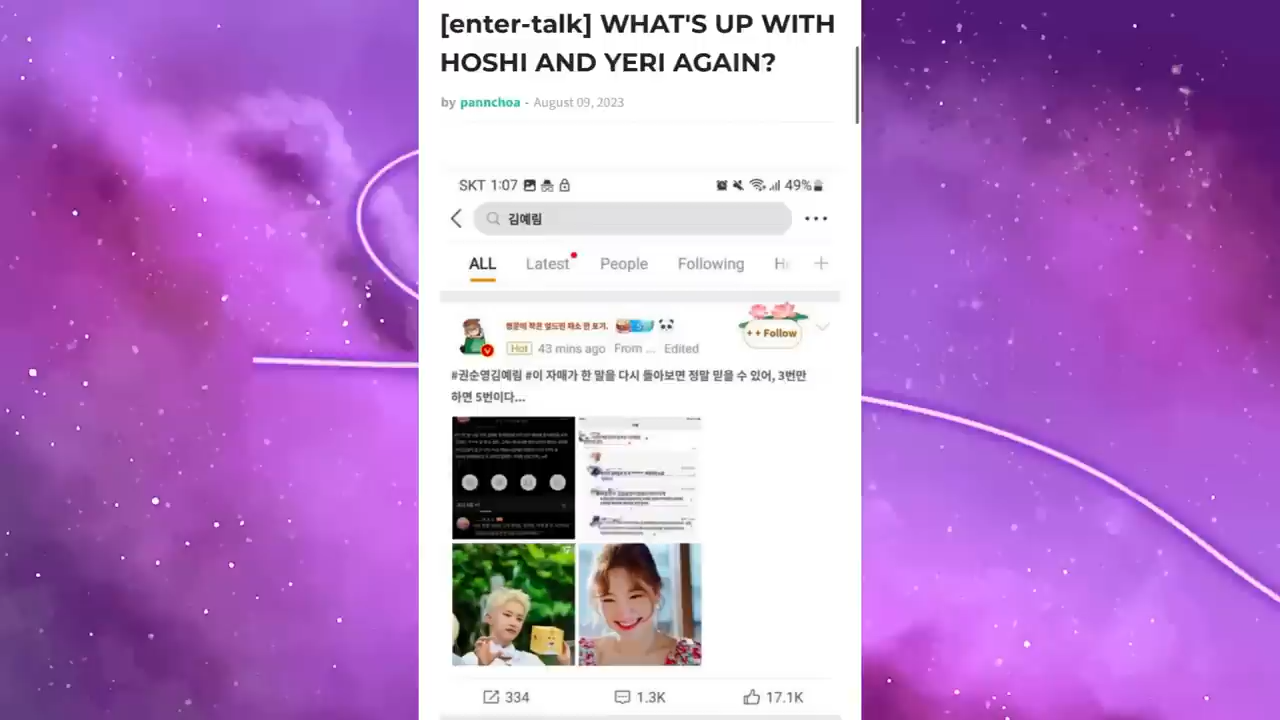 [enter-talk] WHAT'S UP WITH
HOSHI AND YERI AGAIN?
by pannchoa - August 09, 2023
SKT 1:07 49%
김예림
ALL Latest People Following
+ Follow
Hot 43 mins ago From ... Edited
#권순영김예림 #이 자매가 한 말을 다시 돌아보면 정말 믿을 수 있어, 3번만
하면 5번이다...
334 1.3K 17.1K